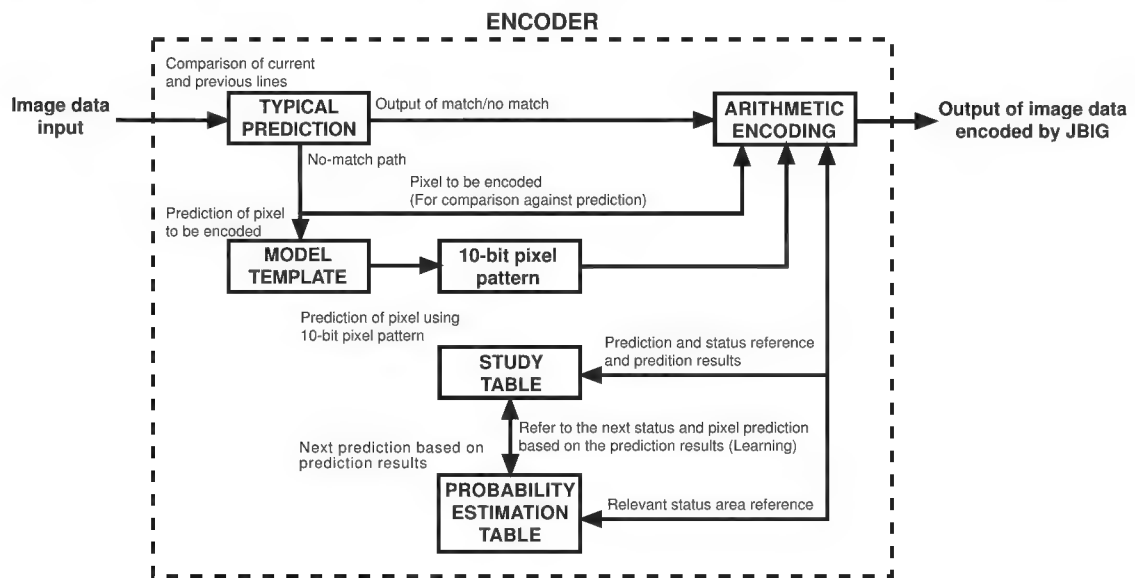 ENCODER
Comparison of current
and previous lines
Image data
input
TYPICAL
PREDICTION
Output of match/no match
ARITHMETIC
ENCODING
Output of image data
encoded by JBIG
No-match path
Pixel to be encoded
(For comparison against prediction)
Prediction of pixel
to be encoded
MODEL
TEMPLATE
10-bit pixel
pattern
Prediction of pixel using
10-bit pixel pattern
Prediction and status reference
and predition results
STUDY
TABLE
Refer to the next status and pixel prediction
based on the prediction results (Learning)
Next prediction based on
prediction results
PROBABILITY
ESTIMATION
TABLE
Relevant status area reference